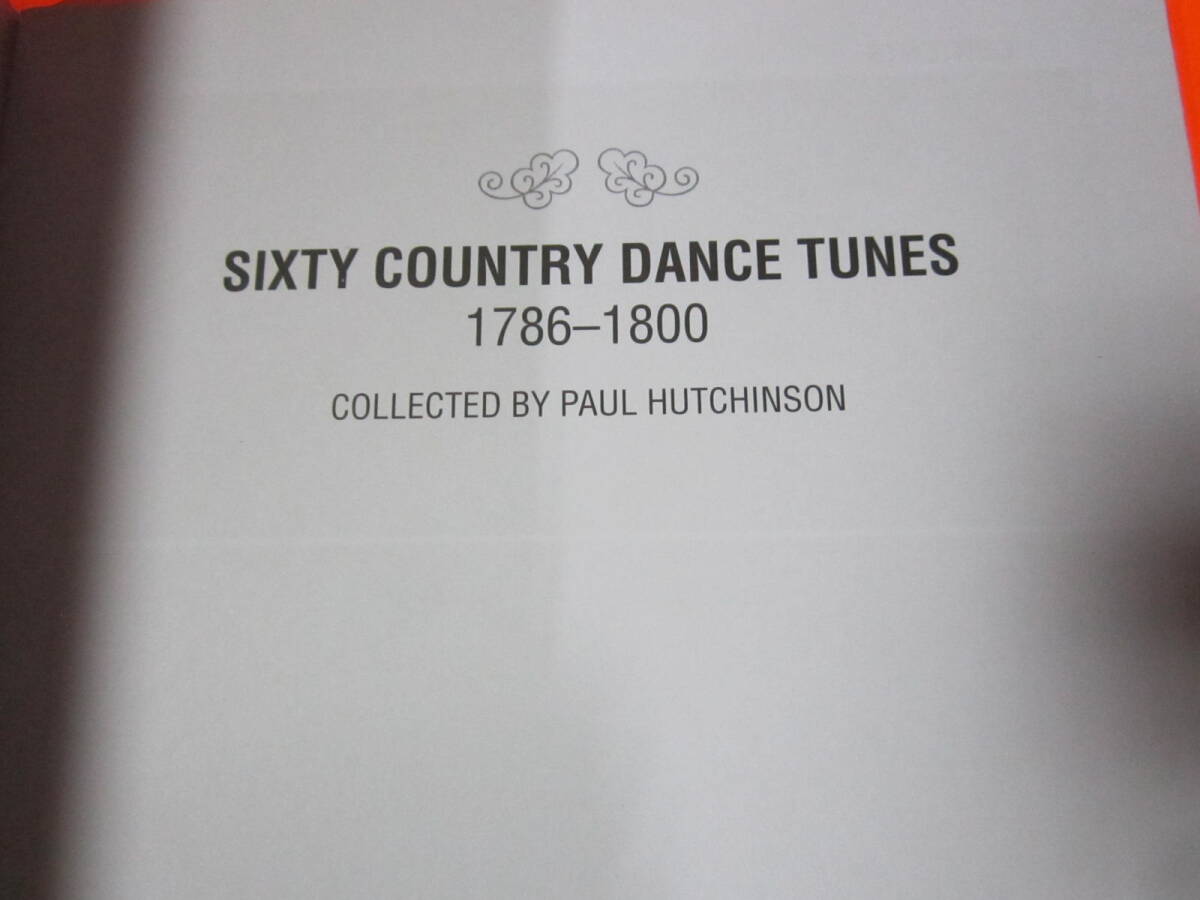 SIXTY COUNTRY DANCE TUNES
1786–1800
COLLECTED BY PAUL HUTCHINSON